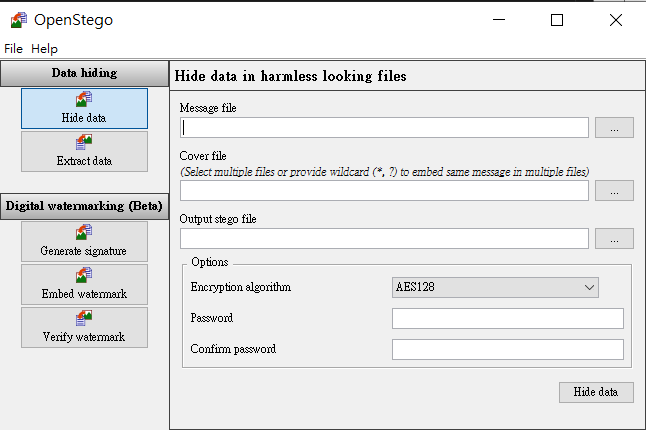 OpenStego
File Help
Data hiding
Hide data
Extract data
Digital watermarking (Beta)
Generate signature
Embed watermark
Verify watermark
Hide data in harmless looking files
Message file
...
Cover file
(Select multiple files or provide wildcard (*, ?) to embed same message in multiple files)
...
Output stego file
...
Options
Encryption algorithm AES128
Password
Confirm password
Hide data